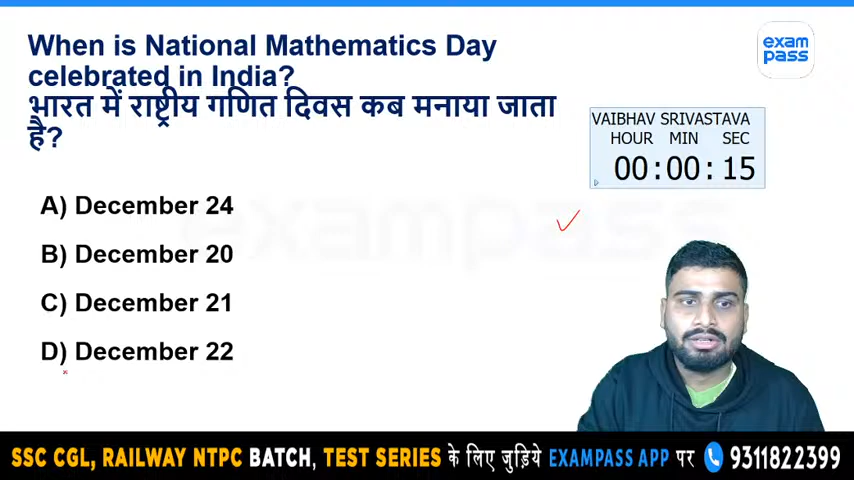 When is National Mathematics Day
celebrated in India?
भारत में राष्ट्रीय गणित दिवस कब मनाया जाता
है?
exam
pass
VAIBHAV SRIVASTAVA
HOUR MIN SEC
00:00:15
A) December 24
B) December 20
C) December 21
D) December 22
exampass
SSC CGL, RAILWAY NTPC BATCH, TEST SERIES के लिए जुड़िये EXAMPASS APP पर 9311822399